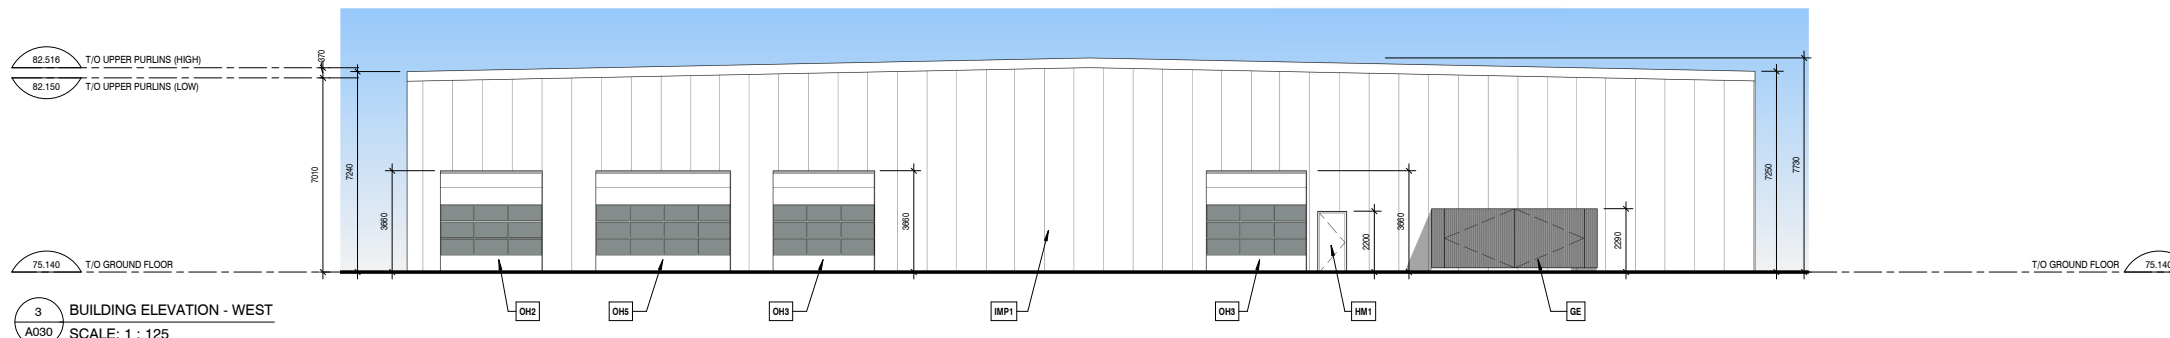 82.516 T/O UPPER PURLINS (HIGH)
82.150 T/O UPPER PURLINS (LOW)
370
7010
7240
3660
3660
2200
3660
2290
7250
7730
75.140 T/O GROUND FLOOR
T/O GROUND FLOOR 75.140
OH2
OH5
OH3
IMP1
OH3
HM1
GE
3 BUILDING ELEVATION - WEST
A030 SCALE: 1 : 125